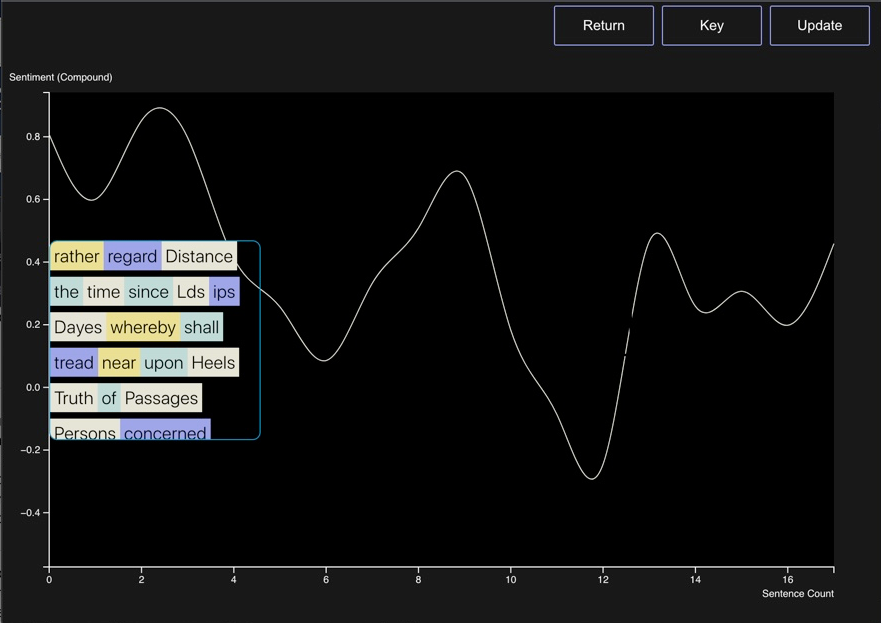 Return Key Update
Sentiment (Compound)
0.8
0.6
0.4
0.2
0.0
−0.2
−0.4
rather regard Distance
the time since Lds ips
Dayes whereby shall
tread near upon Heels
Truth of Passages
Persons concerned
0 2 4 6 8 10 12 14 16
Sentence Count